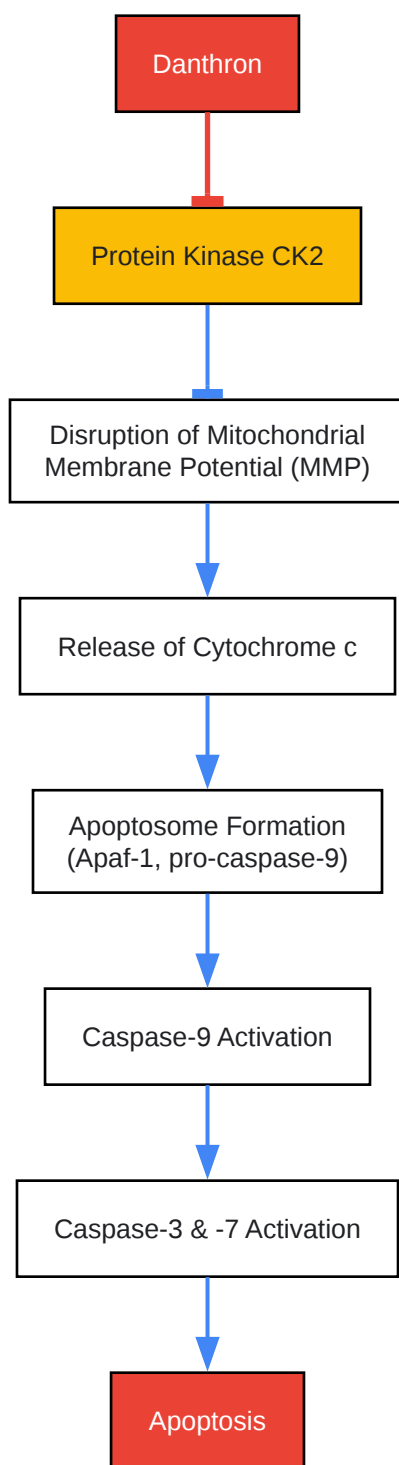 Danthron
Protein Kinase CK2
Disruption of Mitochondrial
Membrane Potential (MMP)
Release of Cytochrome c
Apoptosome Formation
(Apaf-1, pro-caspase-9)
Caspase-9 Activation
Caspase-3 & -7 Activation
Apoptosis